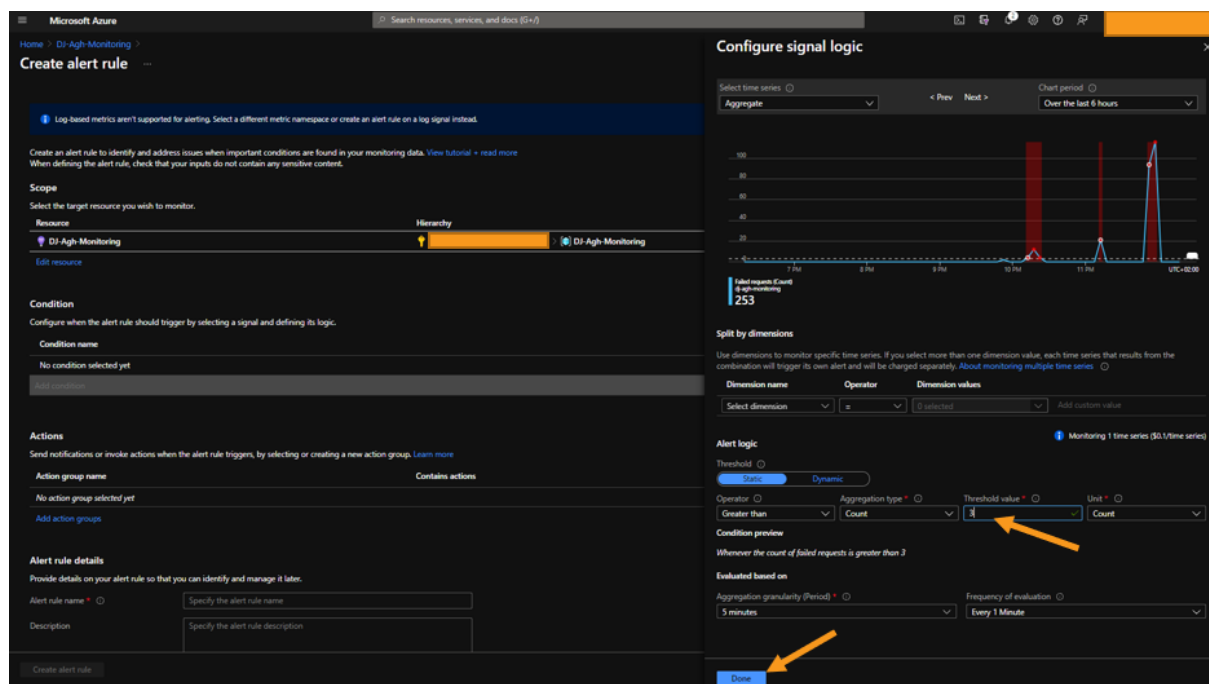 Microsoft Azure
Search resources, services, and docs (G+/)
Home > DJ-Agh-Monitoring >
Create alert rule ...
Log-based metrics aren't supported for alerting. Select a different metric namespace or create an alert rule on a log signal instead.
Create an alert rule to identify and address issues when important conditions are found in your monitoring data. View tutorial + read more
When defining the alert rule, check that your inputs do not contain any sensitive content.
Scope
Select the target resource you wish to monitor.
Resource Hierarchy
DJ-Agh-Monitoring > DJ-Agh-Monitoring
Edit resource
Condition
Configure when the alert rule should trigger by selecting a signal and defining its logic.
Condition name
No condition selected yet
Add condition
Actions
Send notifications or invoke actions when the alert rule triggers, by selecting or creating a new action group. Learn more
Action group name Contains actions
No action group selected yet
Add action groups
Alert rule details
Provide details on your alert rule so that you can identify and manage it later.
Alert rule name * Specify the alert rule name
Description Specify the alert rule description
Create alert rule
Configure signal logic
Select time series Chart period
Aggregate < Prev Next > Over the last 6 hours
100
80
60
40
20
7 PM 8 PM 9 PM 10 PM 11 PM UTC+02:00
Failed requests (Count)
dj-agh-monitoring
253
Split by dimensions
Use dimensions to monitor specific time series. If you select more than one dimension value, each time series that results from the
combination will trigger its own alert and will be charged separately. About monitoring multiple time series
Dimension name Operator Dimension values
Select dimension = 0 selected Add custom value
Monitoring 1 time series ($0.1/time series)
Alert logic
Threshold
Static Dynamic
Operator Aggregation type * Threshold value * Unit *
Greater than Count 3 Count
Condition preview
Whenever the count of failed requests is greater than 3
Evaluated based on
Aggregation granularity (Period) * Frequency of evaluation
5 minutes Every 1 Minute
Done